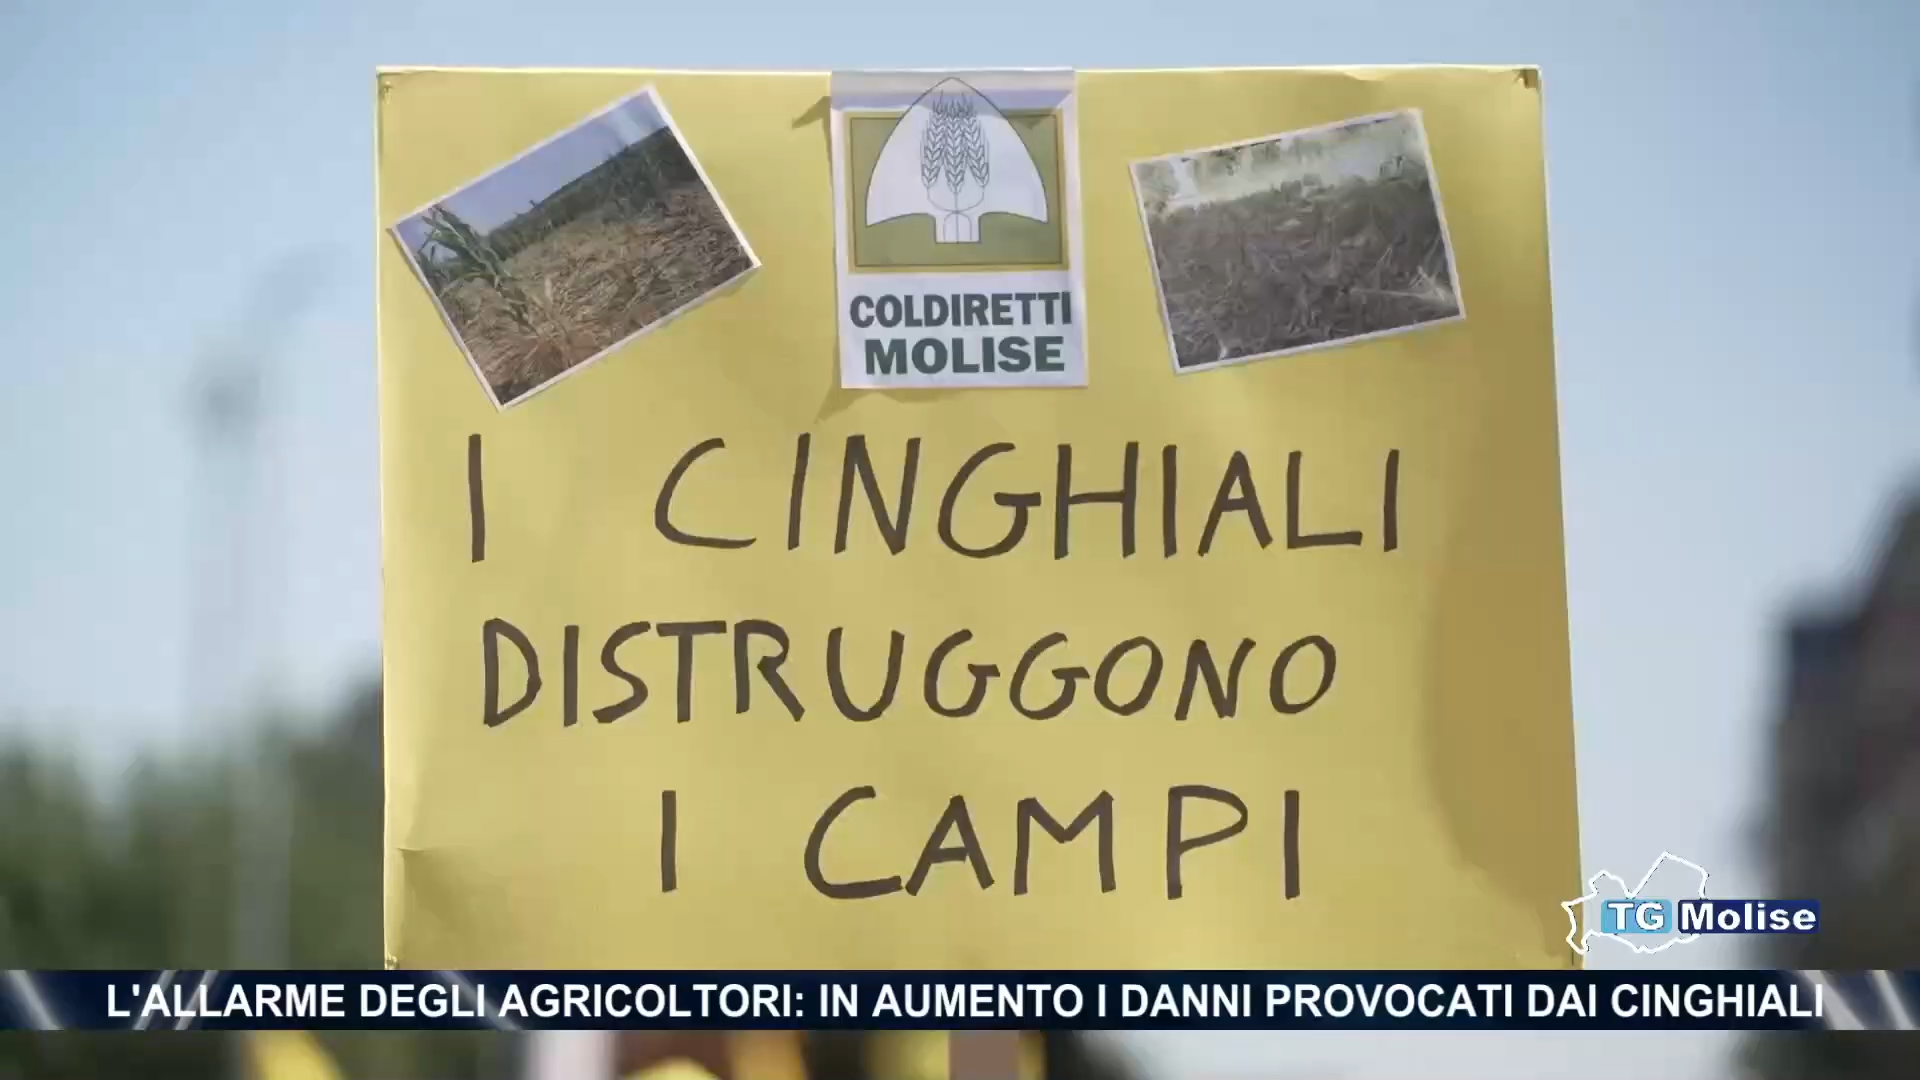 COLDIRETTI
MOLISE
I CINGHIALI
DISTRUGGONO
I CAMPI
TG Molise
L'ALLARME DEGLI AGRICOLTORI: IN AUMENTO I DANNI PROVOCATI DAI CINGHIALI